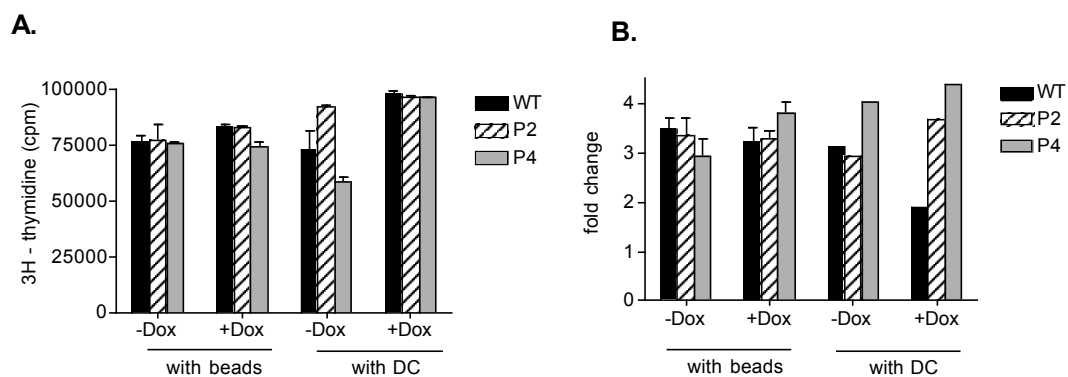 A.
3H - thymidine (cpm)
100000
75000
50000
25000
0
-Dox +Dox -Dox +Dox
with beads with DC
WT
P2
P4
B.
fold change
4
3
2
1
0
-Dox +Dox -Dox +Dox
with beads with DC
WT
P2
P4